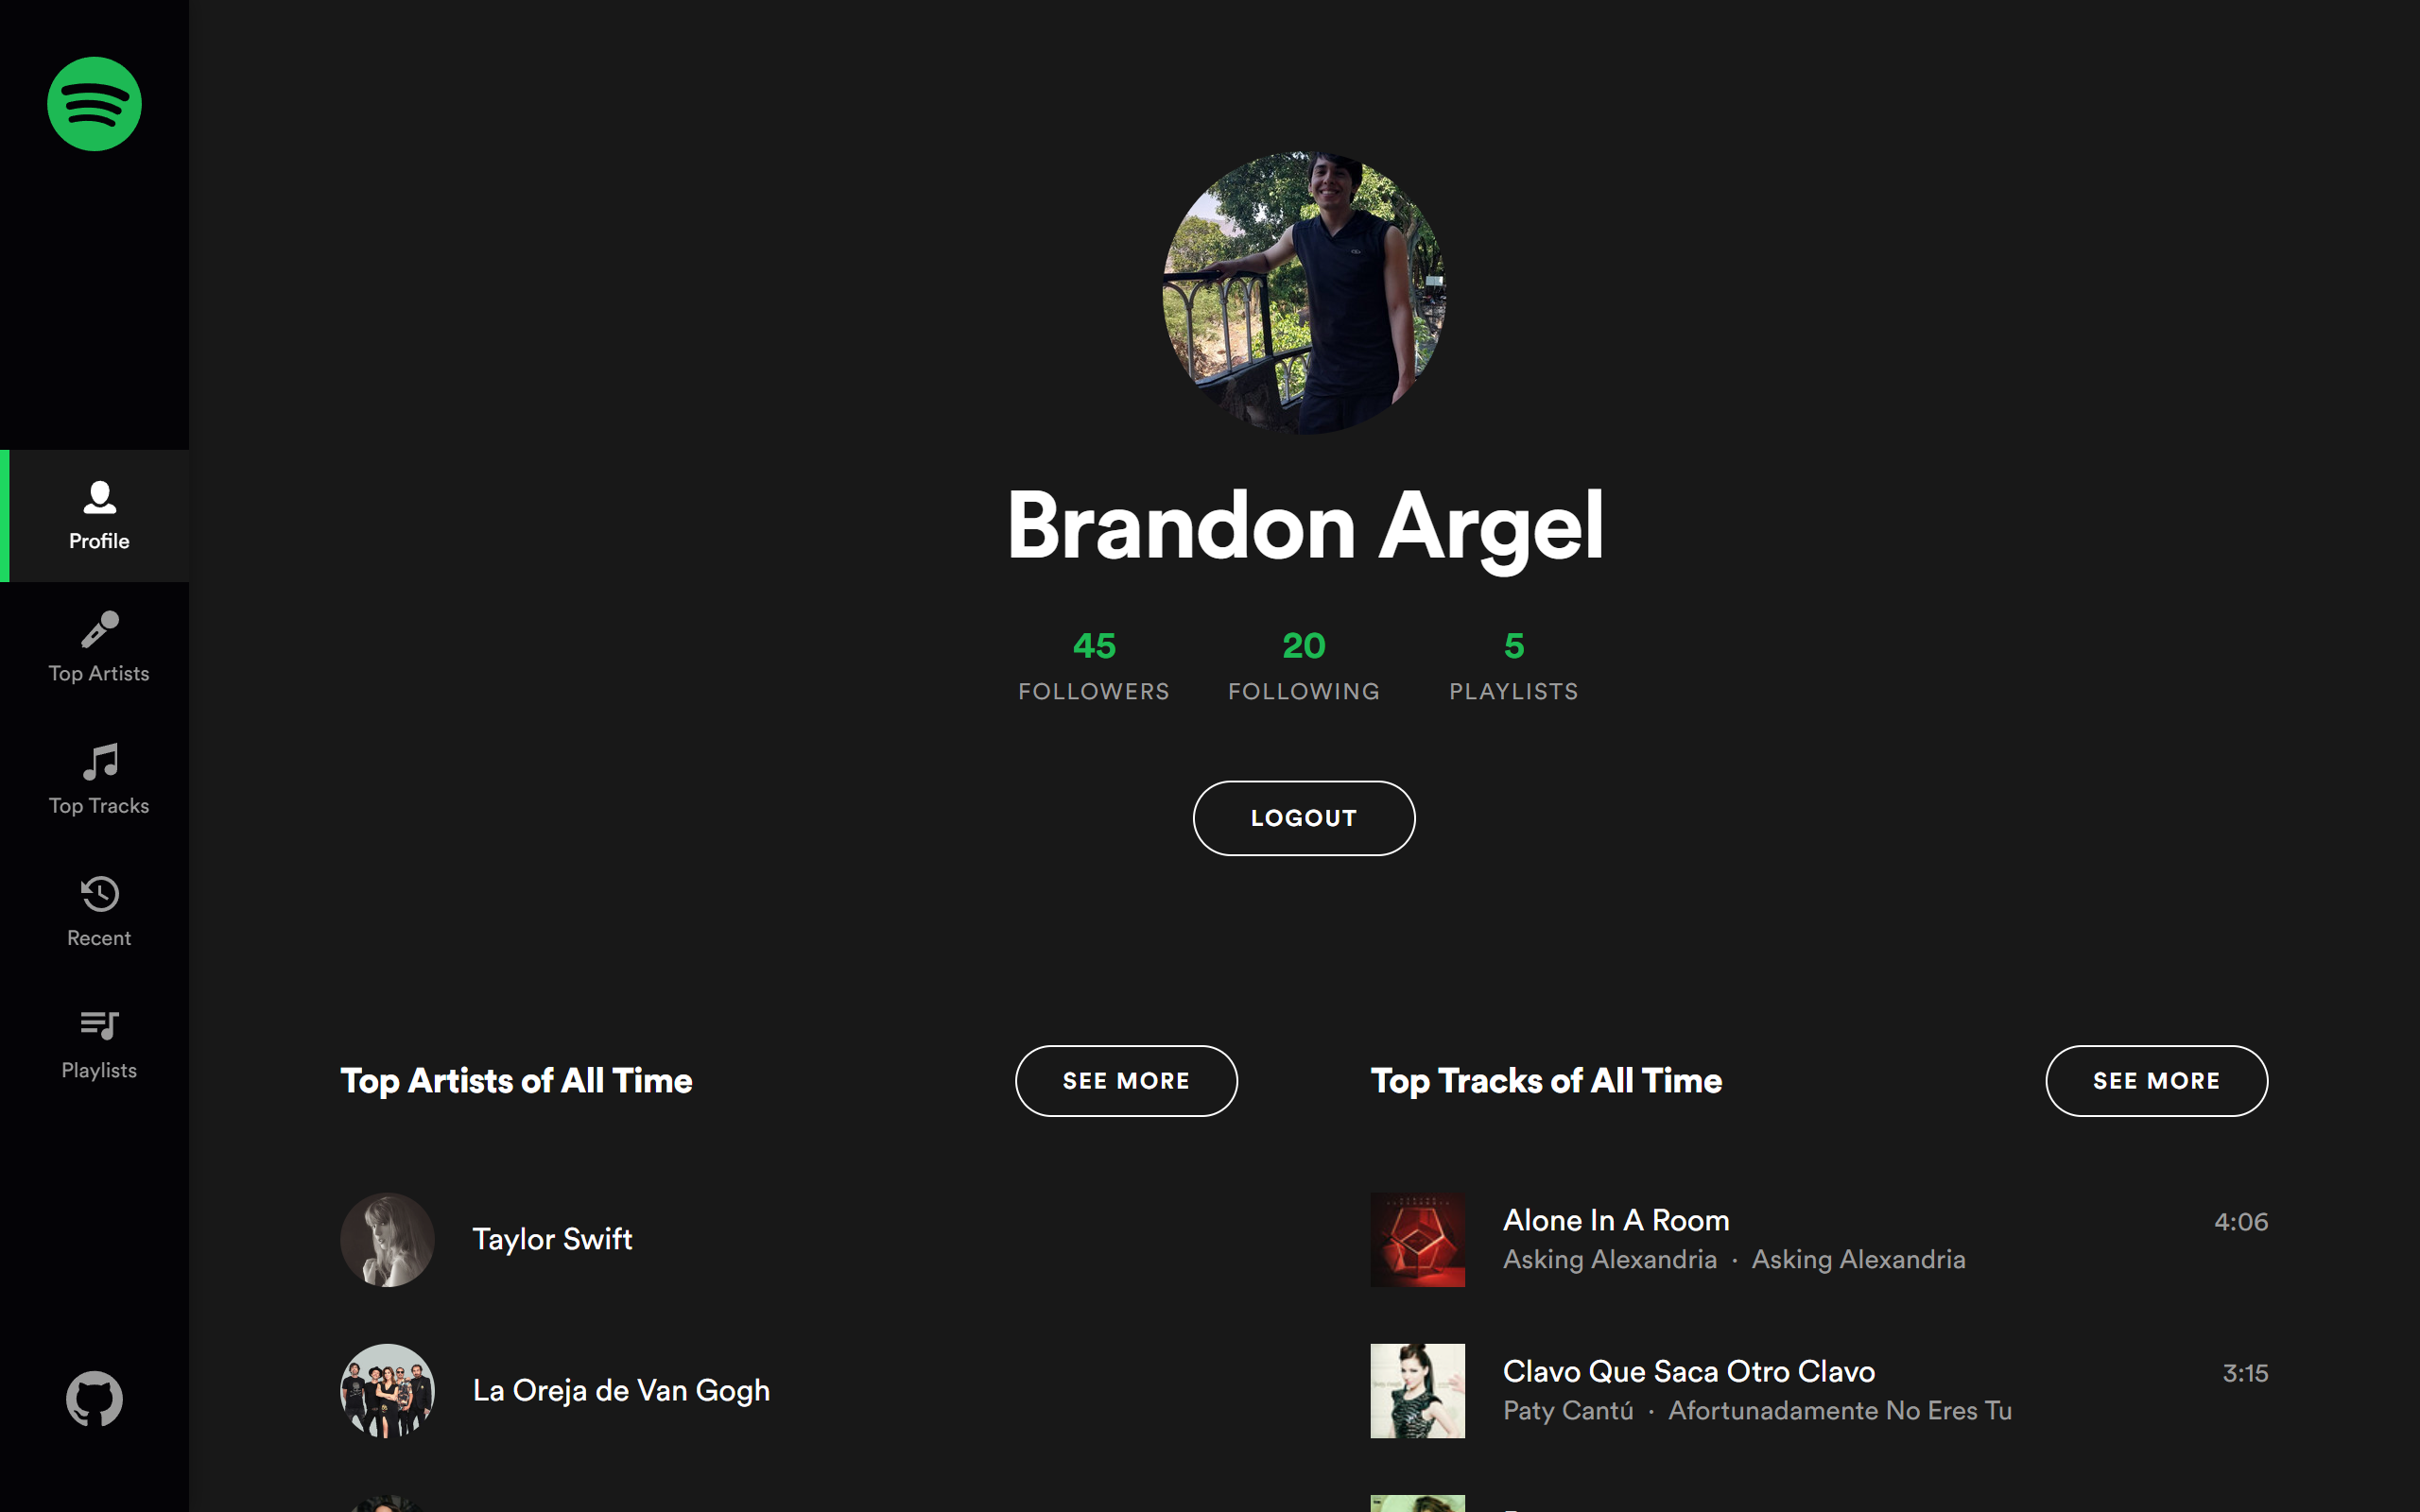 Profile
Top Artists
Top Tracks
Recent
Playlists
Brandon Argel
45 20 5
FOLLOWERS FOLLOWING PLAYLISTS
LOGOUT
Top Artists of All Time
SEE MORE
Taylor Swift
La Oreja de Van Gogh
Top Tracks of All Time
SEE MORE
Alone In A Room 4:06
Asking Alexandria · Asking Alexandria
Clavo Que Saca Otro Clavo 3:15
Paty Cantú · Afortunadamente No Eres Tu